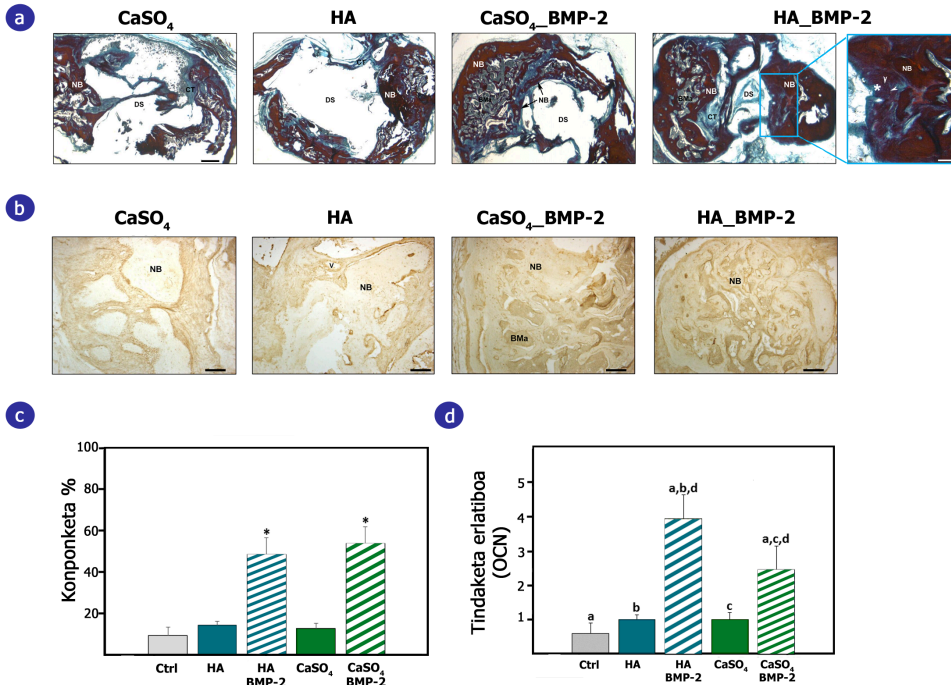 a
CaSO₄ HA CaSO₄_BMP-2 HA_BMP-2
NB CT DS
CT NB DS
NB BMa NB DS
BMa NB CT DS
NB y *
b
CaSO₄ HA CaSO₄_BMP-2 HA_BMP-2
NB
V NB
NB BMa
NB
c
Konponketa %
100
80
60
40
20
* *
Ctrl HA HA BMP-2 CaSO₄ CaSO₄ BMP-2
d
Tindaketa erlatiboa
(OCN)
5
4
3
2
1
a b a,b,d c a,c,d
Ctrl HA HA BMP-2 CaSO₄ CaSO₄ BMP-2